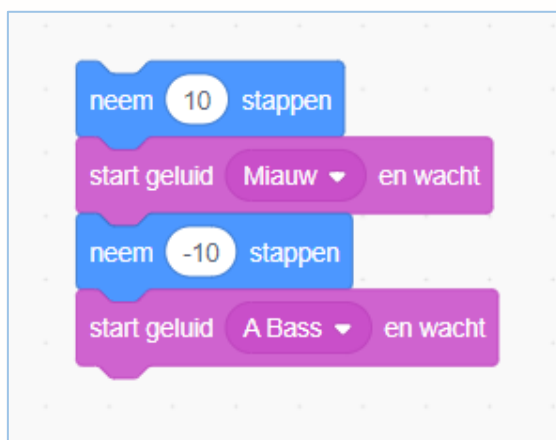 neem 10 stappen
start geluid Miauw en wacht
neem -10 stappen
start geluid A Bass en wacht